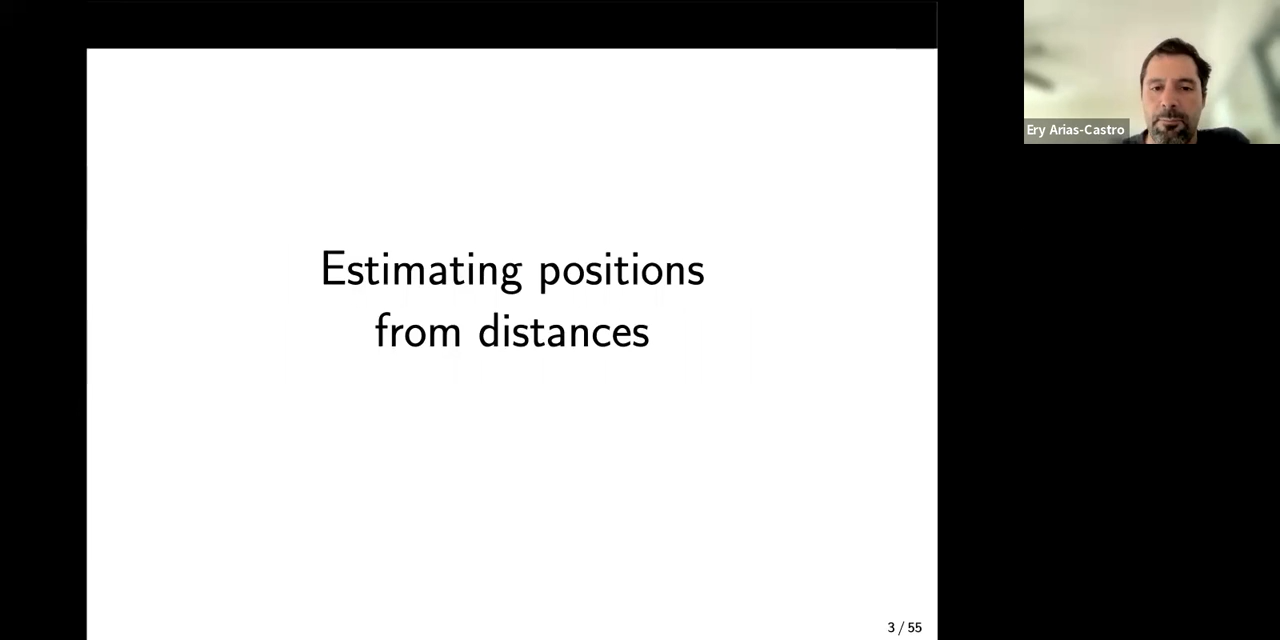 Estimating positions
from distances
3 / 55
Ery Arias-Castro